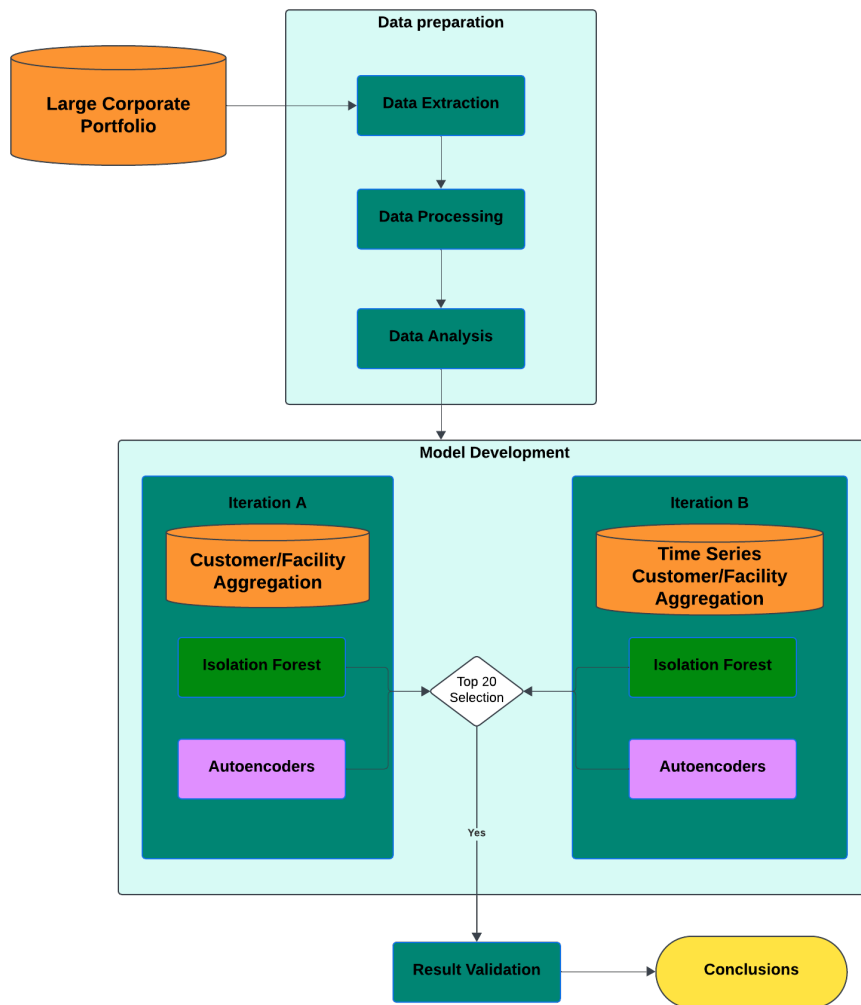 Data preparation
Large Corporate
Portfolio
Data Extraction
Data Processing
Data Analysis
Model Development
Iteration A
Customer/Facility
Aggregation
Isolation Forest
Autoencoders
Top 20
Selection
Iteration B
Time Series
Customer/Facility
Aggregation
Isolation Forest
Autoencoders
Yes
Result Validation
Conclusions